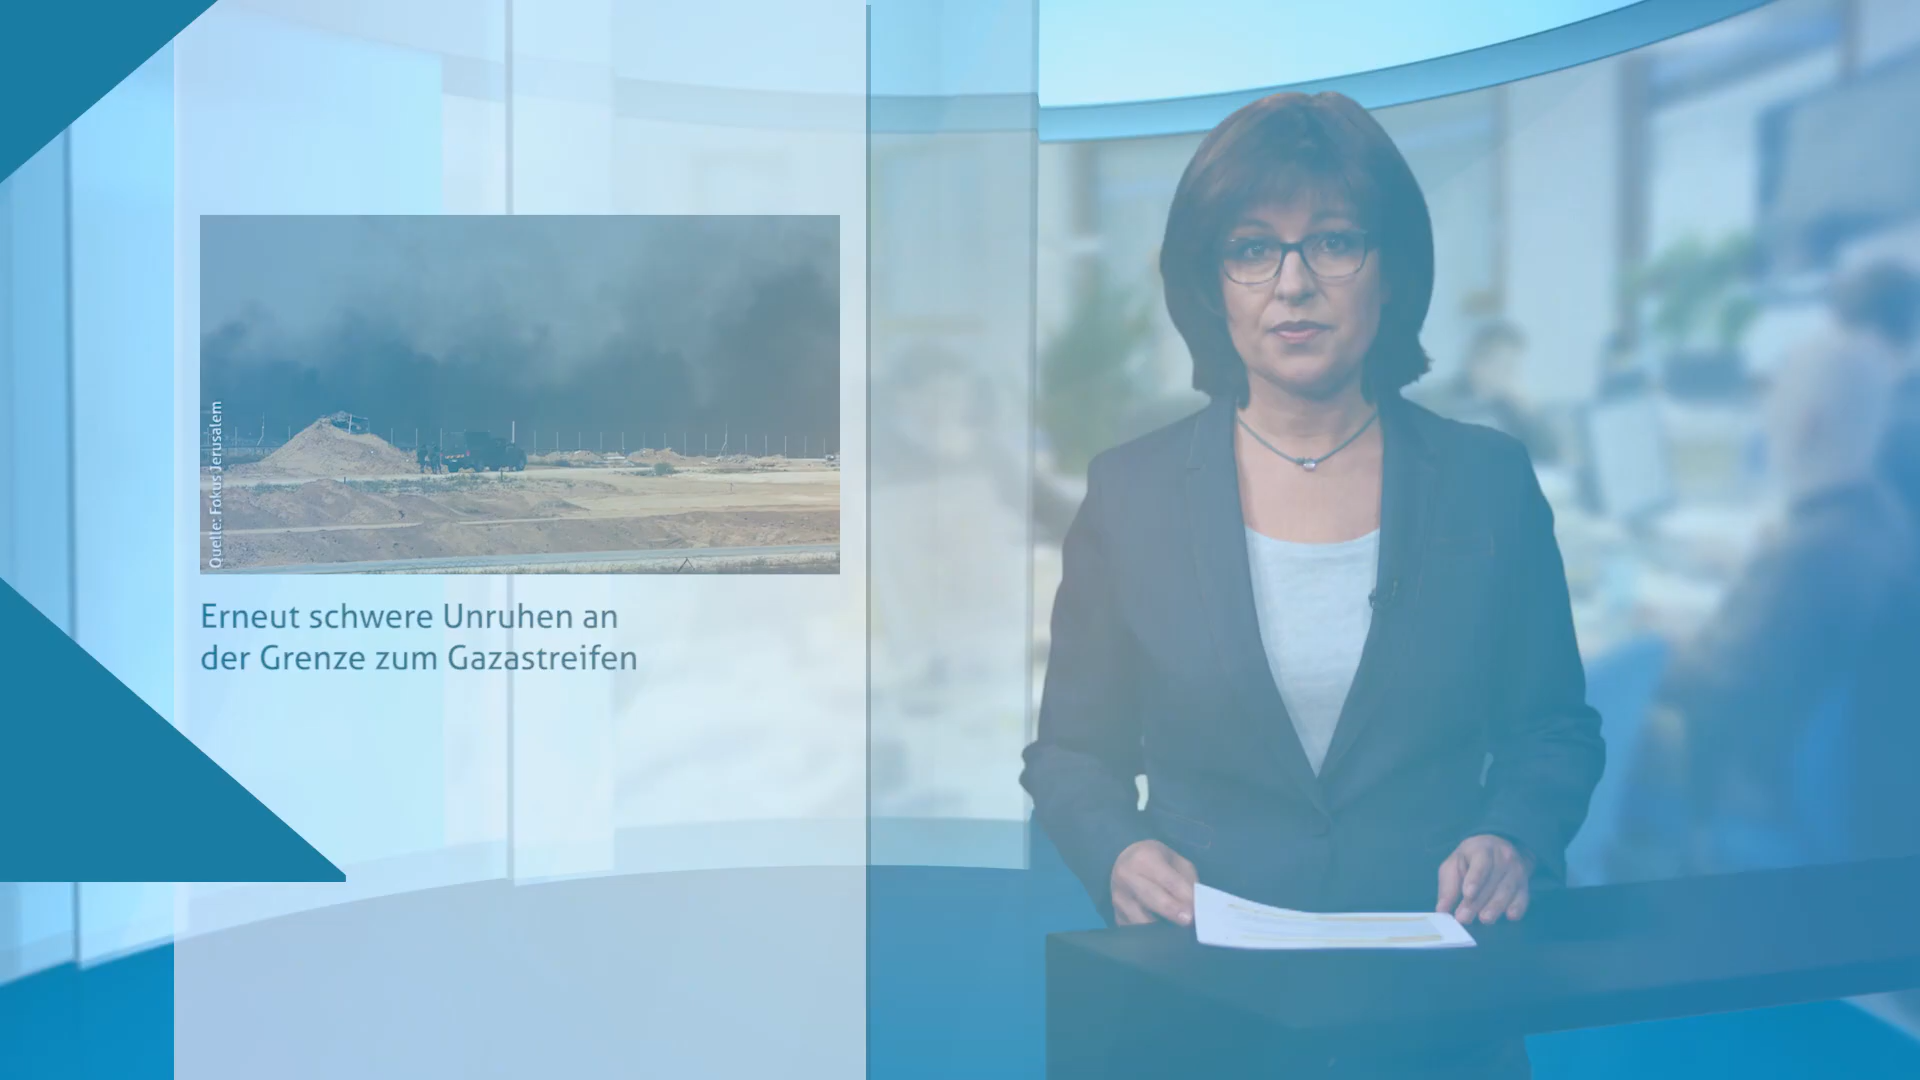 Quelle: Fokus Jerusalem
Erneut schwere Unruhen an
der Grenze zum Gazastreifen